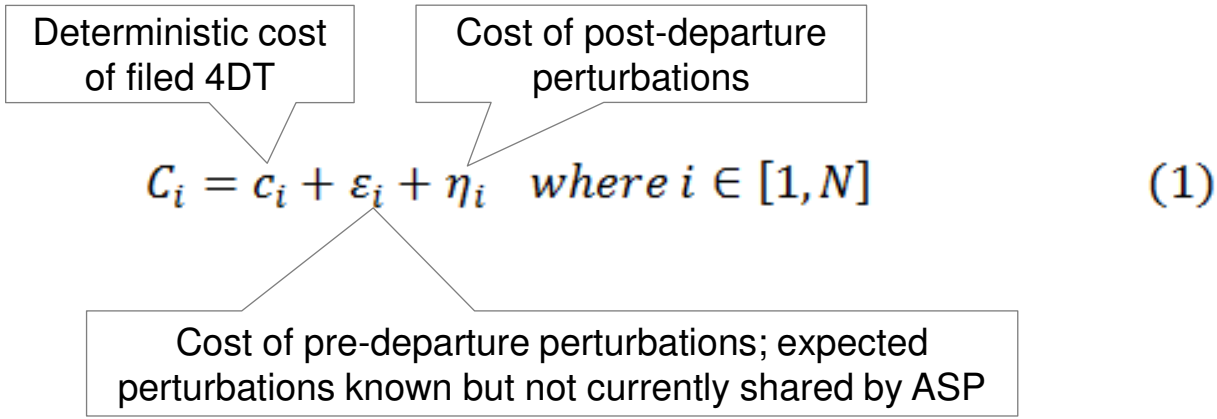 Deterministic cost
of filed 4DT
Cost of post-departure
perturbations
C_i = c_i + ε_i + η_i where i ∈ [1, N] (1)
Cost of pre-departure perturbations; expected
perturbations known but not currently shared by ASP